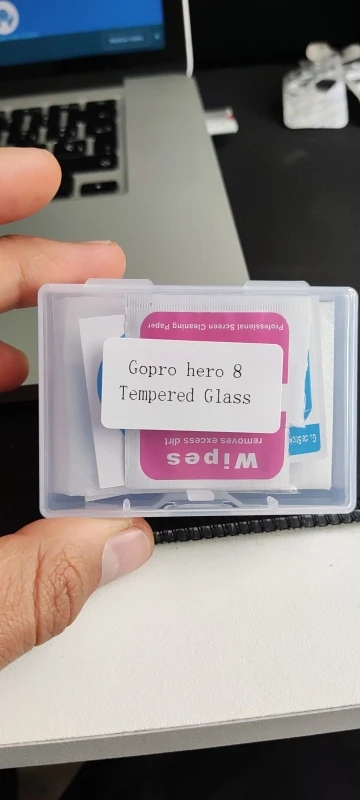 Professional Screen Cleaning Paper
Gopro hero 8
Tempered Glass
removes excess dirt
Wipes